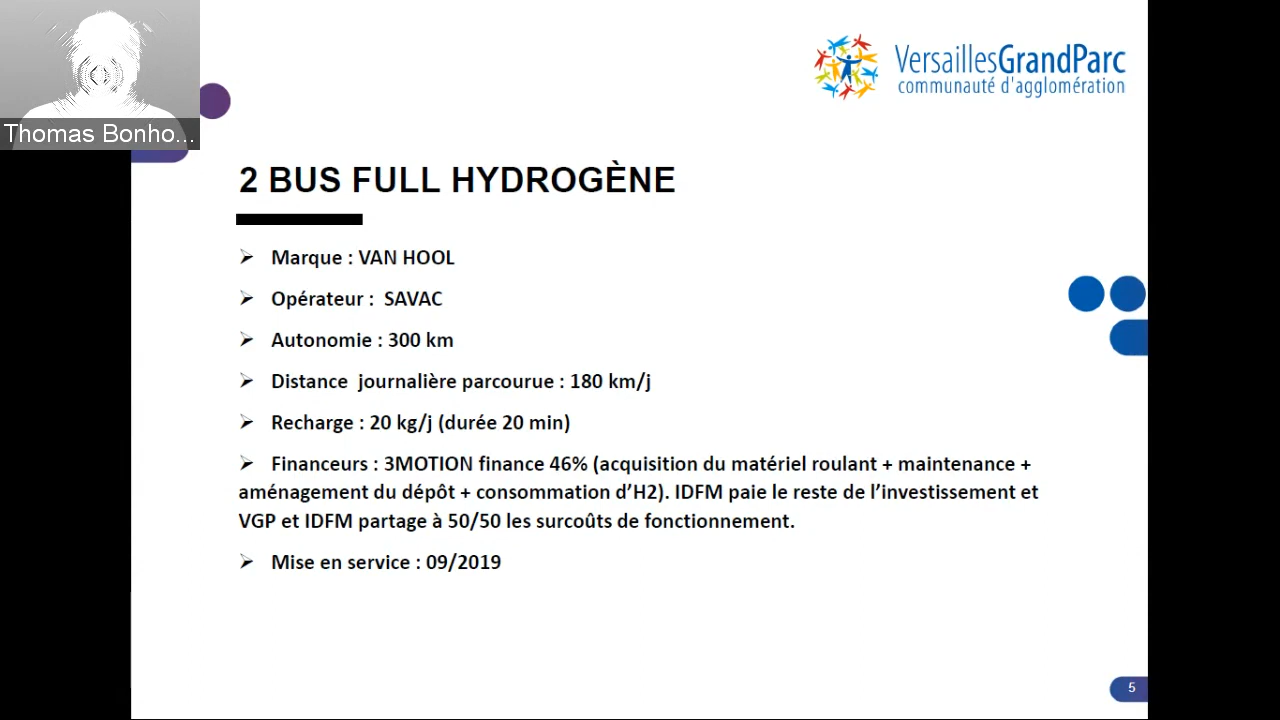 Thomas Bonho...
VersaillesGrandParc
communauté d'agglomération
2 BUS FULL HYDROGÈNE
➢ Marque : VAN HOOL
➢ Opérateur : SAVAC
➢ Autonomie : 300 km
➢ Distance journalière parcourue : 180 km/j
➢ Recharge : 20 kg/j (durée 20 min)
➢ Financeurs : 3MOTION finance 46% (acquisition du matériel roulant + maintenance +
aménagement du dépôt + consommation d’H2). IDFM paie le reste de l’investissement et
VGP et IDFM partage à 50/50 les surcoûts de fonctionnement.
➢ Mise en service : 09/2019
5